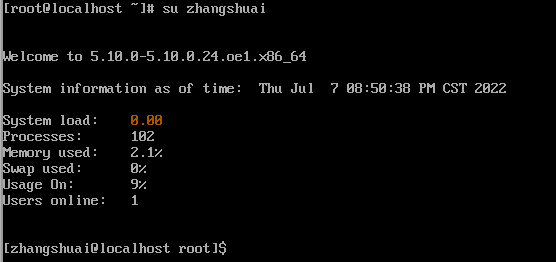 [root@localhost ~]# su zhangshuai
Welcome to 5.10.0-5.10.0.24.oe1.x86_64
System information as of time:  Thu Jul  7 08:50:38 PM CST 2022
System load:    0.00
Processes:      102
Memory used:    2.1%
Swap used:      0%
Usage On:       9%
Users online:   1
[zhangshuai@localhost root]$